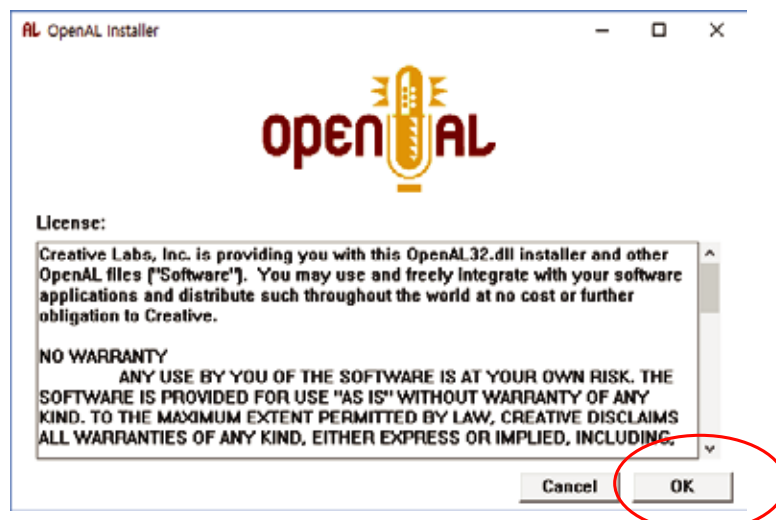 AL OpenAL Installer
OPEN AL
License:
Creative Labs, Inc. is providing you with this OpenAL32.dll installer and other
OpenAL files ("Software"). You may use and freely integrate with your software
applications and distribute such throughout the world at no cost or further
obligation to Creative.
NO WARRANTY
ANY USE BY YOU OF THE SOFTWARE IS AT YOUR OWN RISK. THE
SOFTWARE IS PROVIDED FOR USE "AS IS" WITHOUT WARRANTY OF ANY
KIND. TO THE MAXIMUM EXTENT PERMITTED BY LAW, CREATIVE DISCLAIMS
ALL WARRANTIES OF ANY KIND, EITHER EXPRESS OR IMPLIED, INCLUDING,
Cancel OK